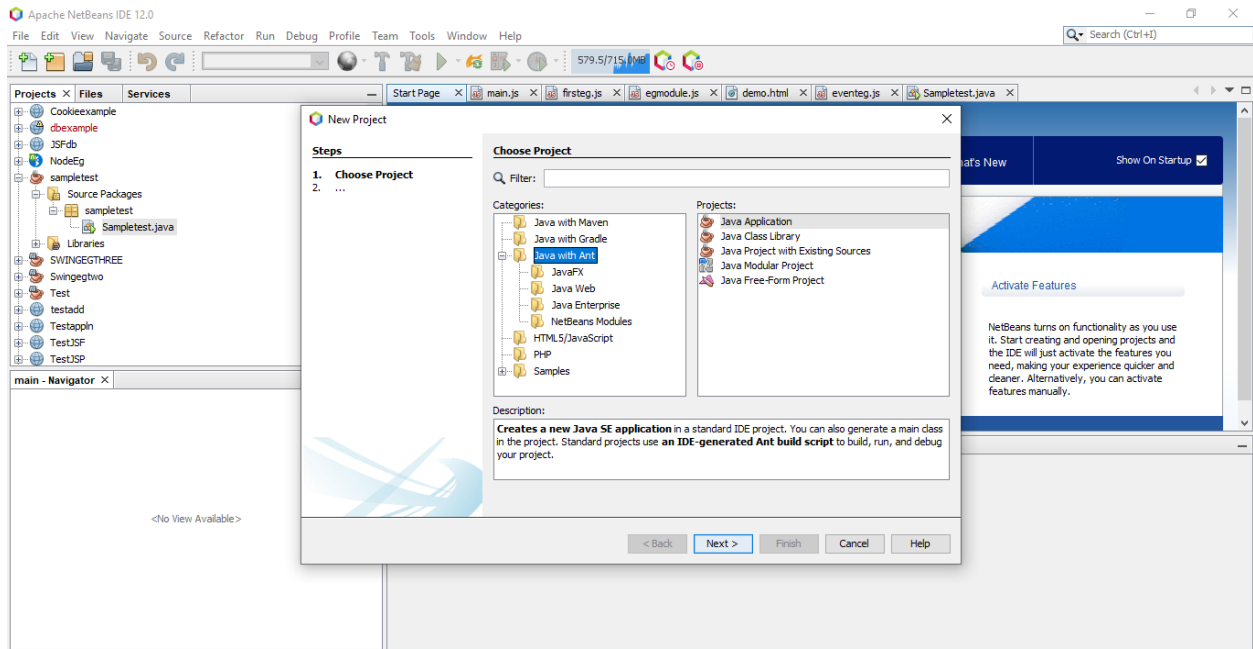 Apache NetBeans IDE 12.0
File Edit View Navigate Source Refactor Run Debug Profile Team Tools Window Help
Search (Ctrl+I)
579.5/715.0MB
Projects Files Services
Start Page main.js firsteg.js egmodule.js demo.html eventeg.js Sampletest.java
Cookieexample
dbexample
JSFdb
NodeEg
sampletest
Source Packages
sampletest
Sampletest.java
Libraries
SWINGEGTHREE
Swingegtwo
Test
testadd
Testappln
TestJSF
TestJSP
main - Navigator
<No View Available>
New Project
Steps
1. Choose Project
2. ...
Choose Project
Filter:
Categories:
Java with Maven
Java with Gradle
Java with Ant
JavaFX
Java Web
Java Enterprise
NetBeans Modules
HTML5/JavaScript
PHP
Samples
Projects:
Java Application
Java Class Library
Java Project with Existing Sources
Java Modular Project
Java Free-Form Project
Description:
Creates a new Java SE application in a standard IDE project. You can also generate a main class
in the project. Standard projects use an IDE-generated Ant build script to build, run, and debug
your project.
< Back Next > Finish Cancel Help
hat's New
Show On Startup
Activate Features
NetBeans turns on functionality as you use
it. Start creating and opening projects and
the IDE will just activate the features you
need, making your experience quicker and
cleaner. Alternatively, you can activate
features manually.